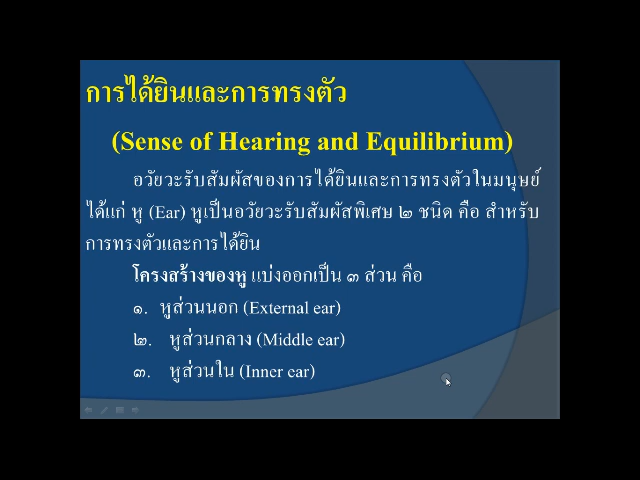 การได้ยินและการทรงตัว
(Sense of Hearing and Equilibrium)
อวัยวะรับสัมผัสของการได้ยินและการทรงตัวในมนุษย์
ได้แก่ หู (Ear) หูเป็นอวัยวะรับสัมผัสพิเศษ ๒ ชนิด คือ สำหรับ
การทรงตัวและการได้ยิน
โครงสร้างของหู แบ่งออกเป็น ๓ ส่วน คือ
๑. หูส่วนนอก (External ear)
๒. หูส่วนกลาง (Middle ear)
๓. หูส่วนใน (Inner ear)